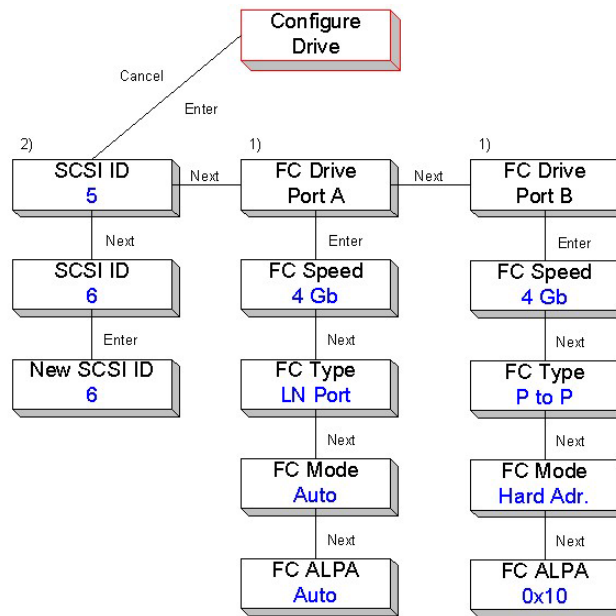 Configure
Drive
Cancel
Enter
2)
SCSI ID
5
Next
1)
FC Drive
Port A
Next
1)
FC Drive
Port B
Next
Enter
Enter
SCSI ID
6
FC Speed
4 Gb
FC Speed
4 Gb
Enter
Next
Next
New SCSI ID
6
FC Type
LN Port
FC Type
P to P
Next
Next
FC Mode
Auto
FC Mode
Hard Adr.
Next
Next
FC ALPA
Auto
FC ALPA
0x10